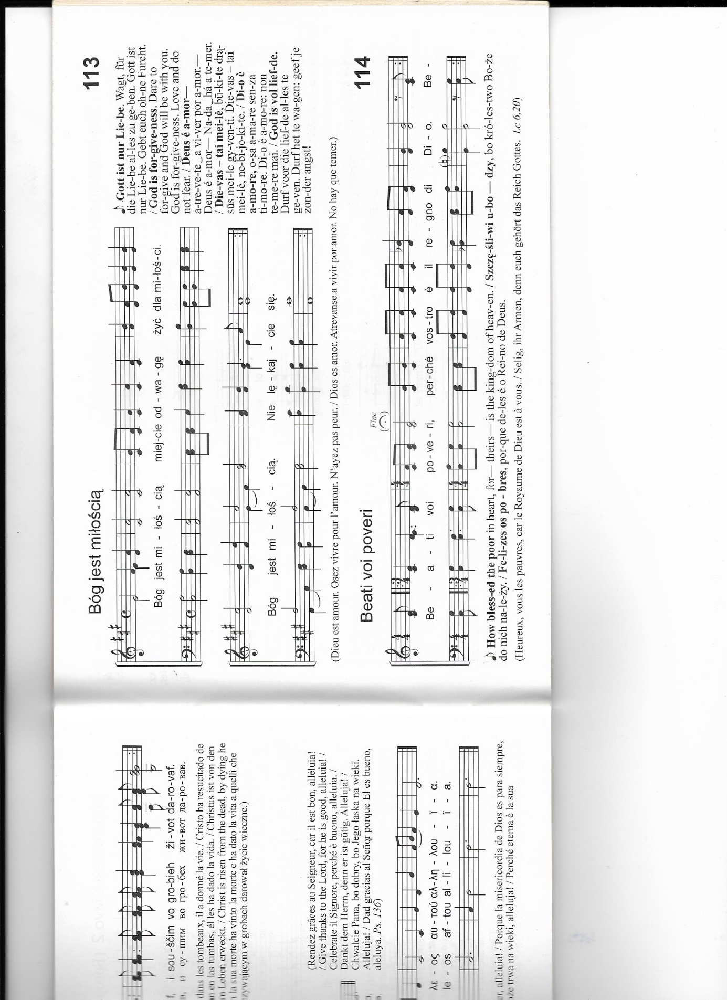 113
Bóg jest miłością
Bóg jest mi - łoś - cią miej-cie od - wa - gę żyć dla mi-łoś-ci.
Bóg jest mi - łoś - cią. Nie lę - kaj - cie się.
Gott ist nur Lie-be. Wagt, für
die Lie-be al-les zu ge-ben. Gott ist
nur Lie-be. Gebt euch oh-ne Furcht.
/ God is for-give-ness. Dare to
for-give and God will be with you.
God is for-give-ness. Love and do
not fear. / Deus é a-mor—
a-tre-ve-te‿a vi-ver por a-mor.—
Deus é a-mor— Na-da‿há a te-mer.
/ Die-vas – tai mei-lė, bū-ki-te drą-
sūs mei-le gy-ven-ti. Die-vas – tai
mei-lė, ne-bi-jo-ki-te. / Di-o è
a-mo-re, o-sa a-ma-re sen-za
ti-mo-re. Di-o è a-mo-re: non
te-me-re mai. / God is vol lief-de.
Durf voor die lief-de al-les te
ge-ven. Durf het te wa-gen: geef je
zon-der angst!
(Dieu est amour. Osez vivre pour l'amour. N'ayez pas peur. / Dios es amor. Atrevanse a vivir por amor. No hay que temer.)
114
Beati voi poveri
Fine
Be - a - ti voi po - ve - ri, per-ché vos - tro è il re - gno di Di - o. Be -
How bless-ed the poor in heart, for— theirs— is the king-dom of heav-en. / Szczę-śli-wi u-bo — dzy, bo kró-les-two Bo-że
do nich na-le-ży. / Fe-li-zes os po - bres, por-que de-les é o Rei-no de Deus.
(Heureux, vous les pauvres, car le Royaume de Dieu est à vous. / Selig, ihr Armen, denn euch gehört das Reich Gottes. Lc 6,20)
i sou-ščim vo gro-bieh ži - vot da-ro-vaf.
и су - щим во гро-бех жи-вот да-ро-вав.
dans les tombeaux, il a donné la vie. / Cristo ha resucitado de
en las tumbas, él les ha dado la vida. / Christus ist von den
Leben erweckt. / Christ is risen from the dead, by dying he
la sua morte ha vinto la morte e ha dato la vita a quelli che
w grobach darował życie wieczne.)
(Rendez grâces au Seigneur, car il est bon, alléluia!
/ Give thanks to the Lord, for he is good, alleluia! /
Celebrate il Signore, perché è buono, alleluia. /
Dankt dem Herrn, denn er ist gütig. Alleluja! /
Chwalcie Pana, bo dobry, bo Jego łaska na wieki.
Alleluja! / Dad gracias al Señor porque El es bueno,
aleluya. Ps. 136)
λε - ος αυ - τού αλ-λη - λου - ϊ - α.
le - os af - tou al - li - lou - ï - a.
alleluia! / Porque la misericordia de Dios es para siempre,
trwa na wieki, alleluja! / Perché eterna è la sua